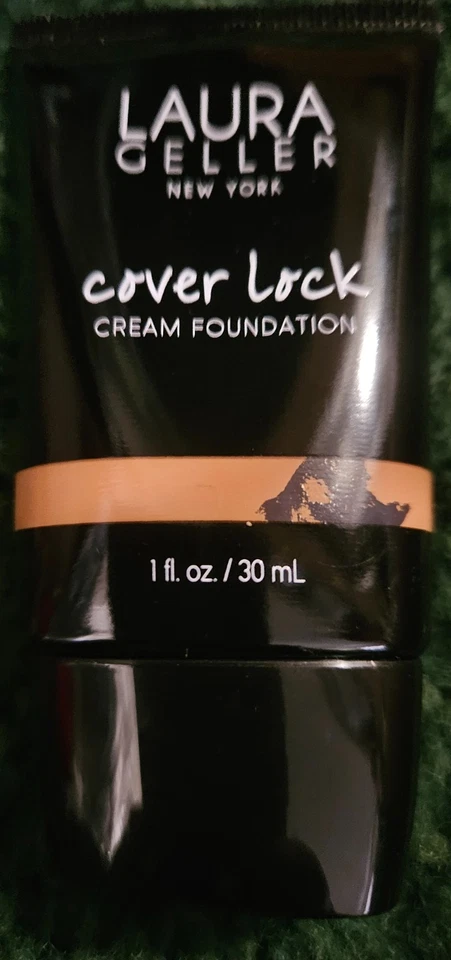 LAURA
GELLER
NEW YORK
cover lock
CREAM FOUNDATION
1 fl. oz. / 30 mL